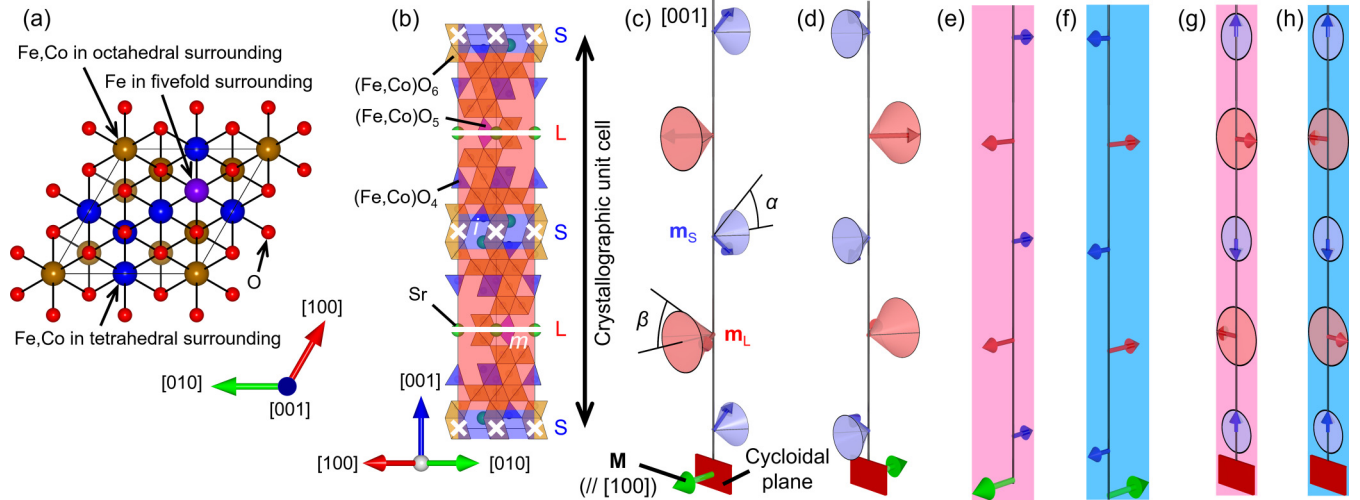 (a)
Fe,Co in octahedral surrounding
Fe in fivefold surrounding
O
Fe,Co in tetrahedral surrounding
[100]
[010]
[001]
(b)
S
(Fe,Co)O6
(Fe,Co)O5
L
(Fe,Co)O4
i
S
Sr
L
m
[001]
S
[100]
[010]
Crystallographic unit cell
(c)
[001]
α
mS
β
mL
M
(// [100])
Cycloidal
plane
(d)
(e)
(f)
(g)
(h)